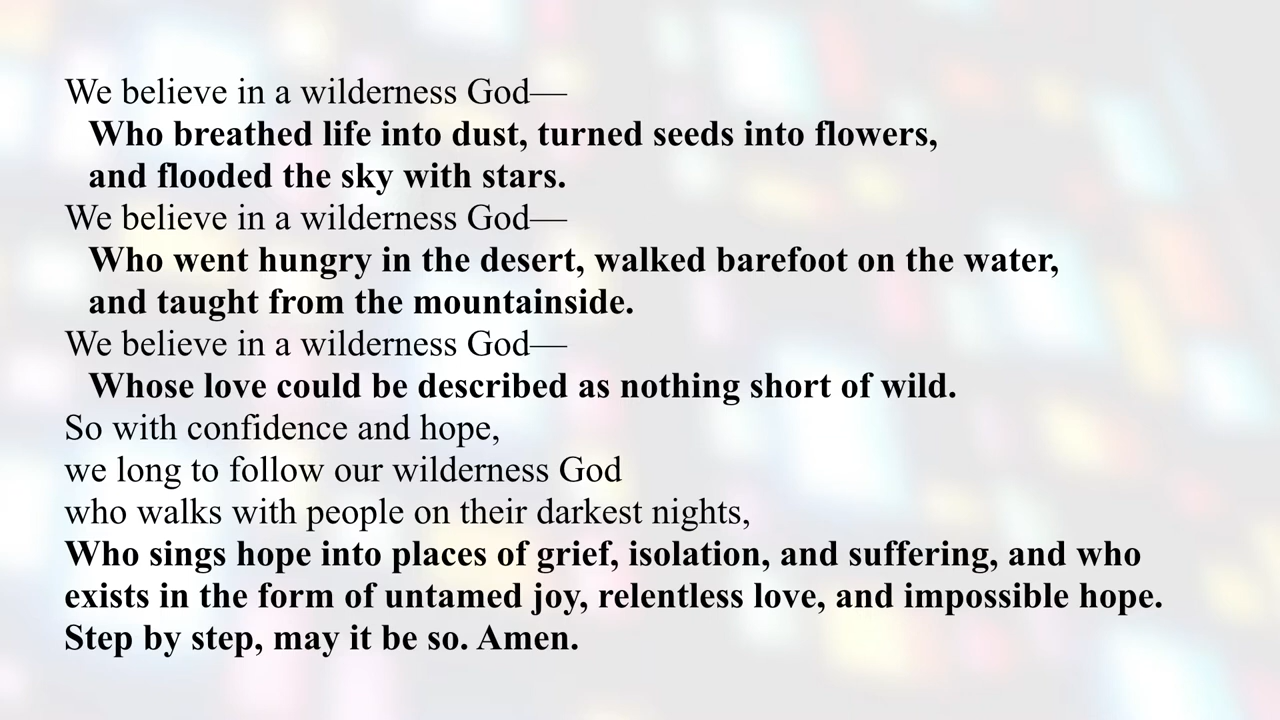 We believe in a wilderness God—
Who breathed life into dust, turned seeds into flowers,
and flooded the sky with stars.
We believe in a wilderness God—
Who went hungry in the desert, walked barefoot on the water,
and taught from the mountainside.
We believe in a wilderness God—
Whose love could be described as nothing short of wild.
So with confidence and hope,
we long to follow our wilderness God
who walks with people on their darkest nights,
Who sings hope into places of grief, isolation, and suffering, and who
exists in the form of untamed joy, relentless love, and impossible hope.
Step by step, may it be so. Amen.